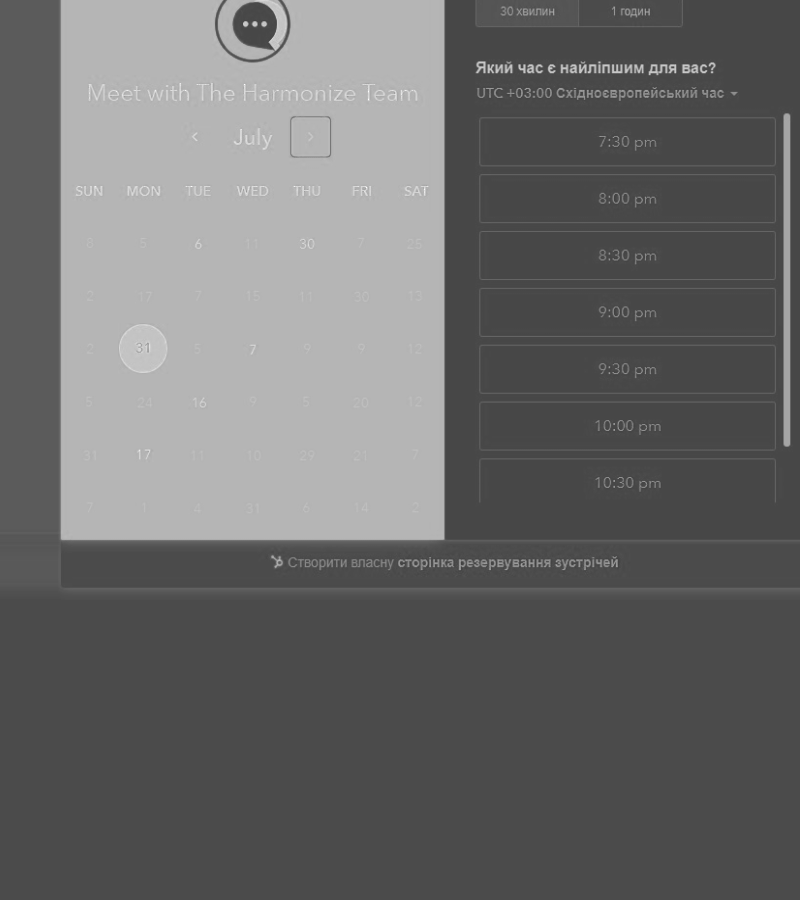 30 хвилин 1 годин
Який час є найліпшим для вас?
UTC +03:00 Східноєвропейський час
Meet with The Harmonize Team
July
SUN MON TUE WED THU FRI SAT
8 5 6 11 30 7 25
2 17 7 15 11 30 13
2 31 5 7 9 9 12
5 24 16 9 5 20 12
31 17 11 10 29 21 7
7 1 4 31 6 14 2
7:30 pm
8:00 pm
8:30 pm
9:00 pm
9:30 pm
10:00 pm
10:30 pm
Створити власну сторінка резервування зустрічей